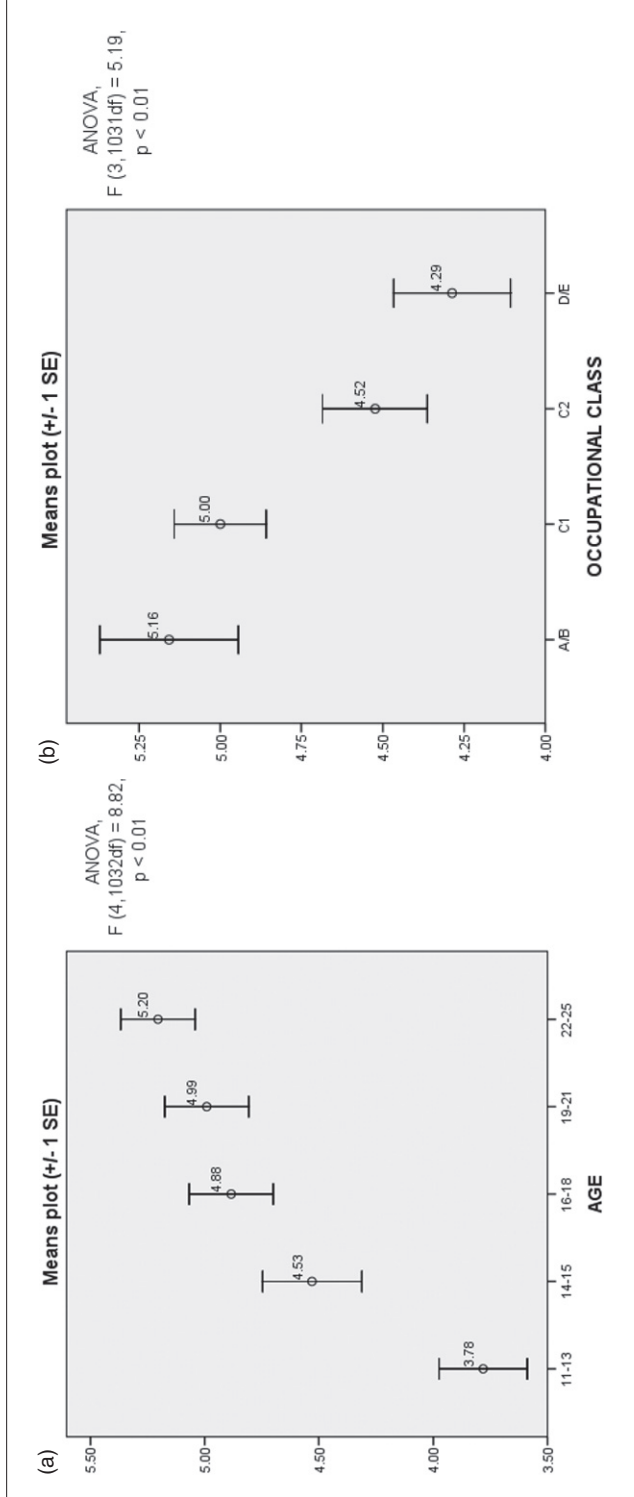 (a)
Means plot (+/- 1 SE)
ANOVA,
F (4,1032df) = 8.82,
p < 0.01
5.50
5.00
4.50
4.00
3.50
3.78
4.53
4.88
4.99
5.20
11-13
14-15
16-18
19-21
22-25
AGE
(b)
Means plot (+/- 1 SE)
ANOVA,
F (3,1031df) = 5.19,
p < 0.01
5.25
5.00
4.75
4.50
4.25
4.00
5.16
5.00
4.52
4.29
A/B
C1
C2
D/E
OCCUPATIONAL CLASS